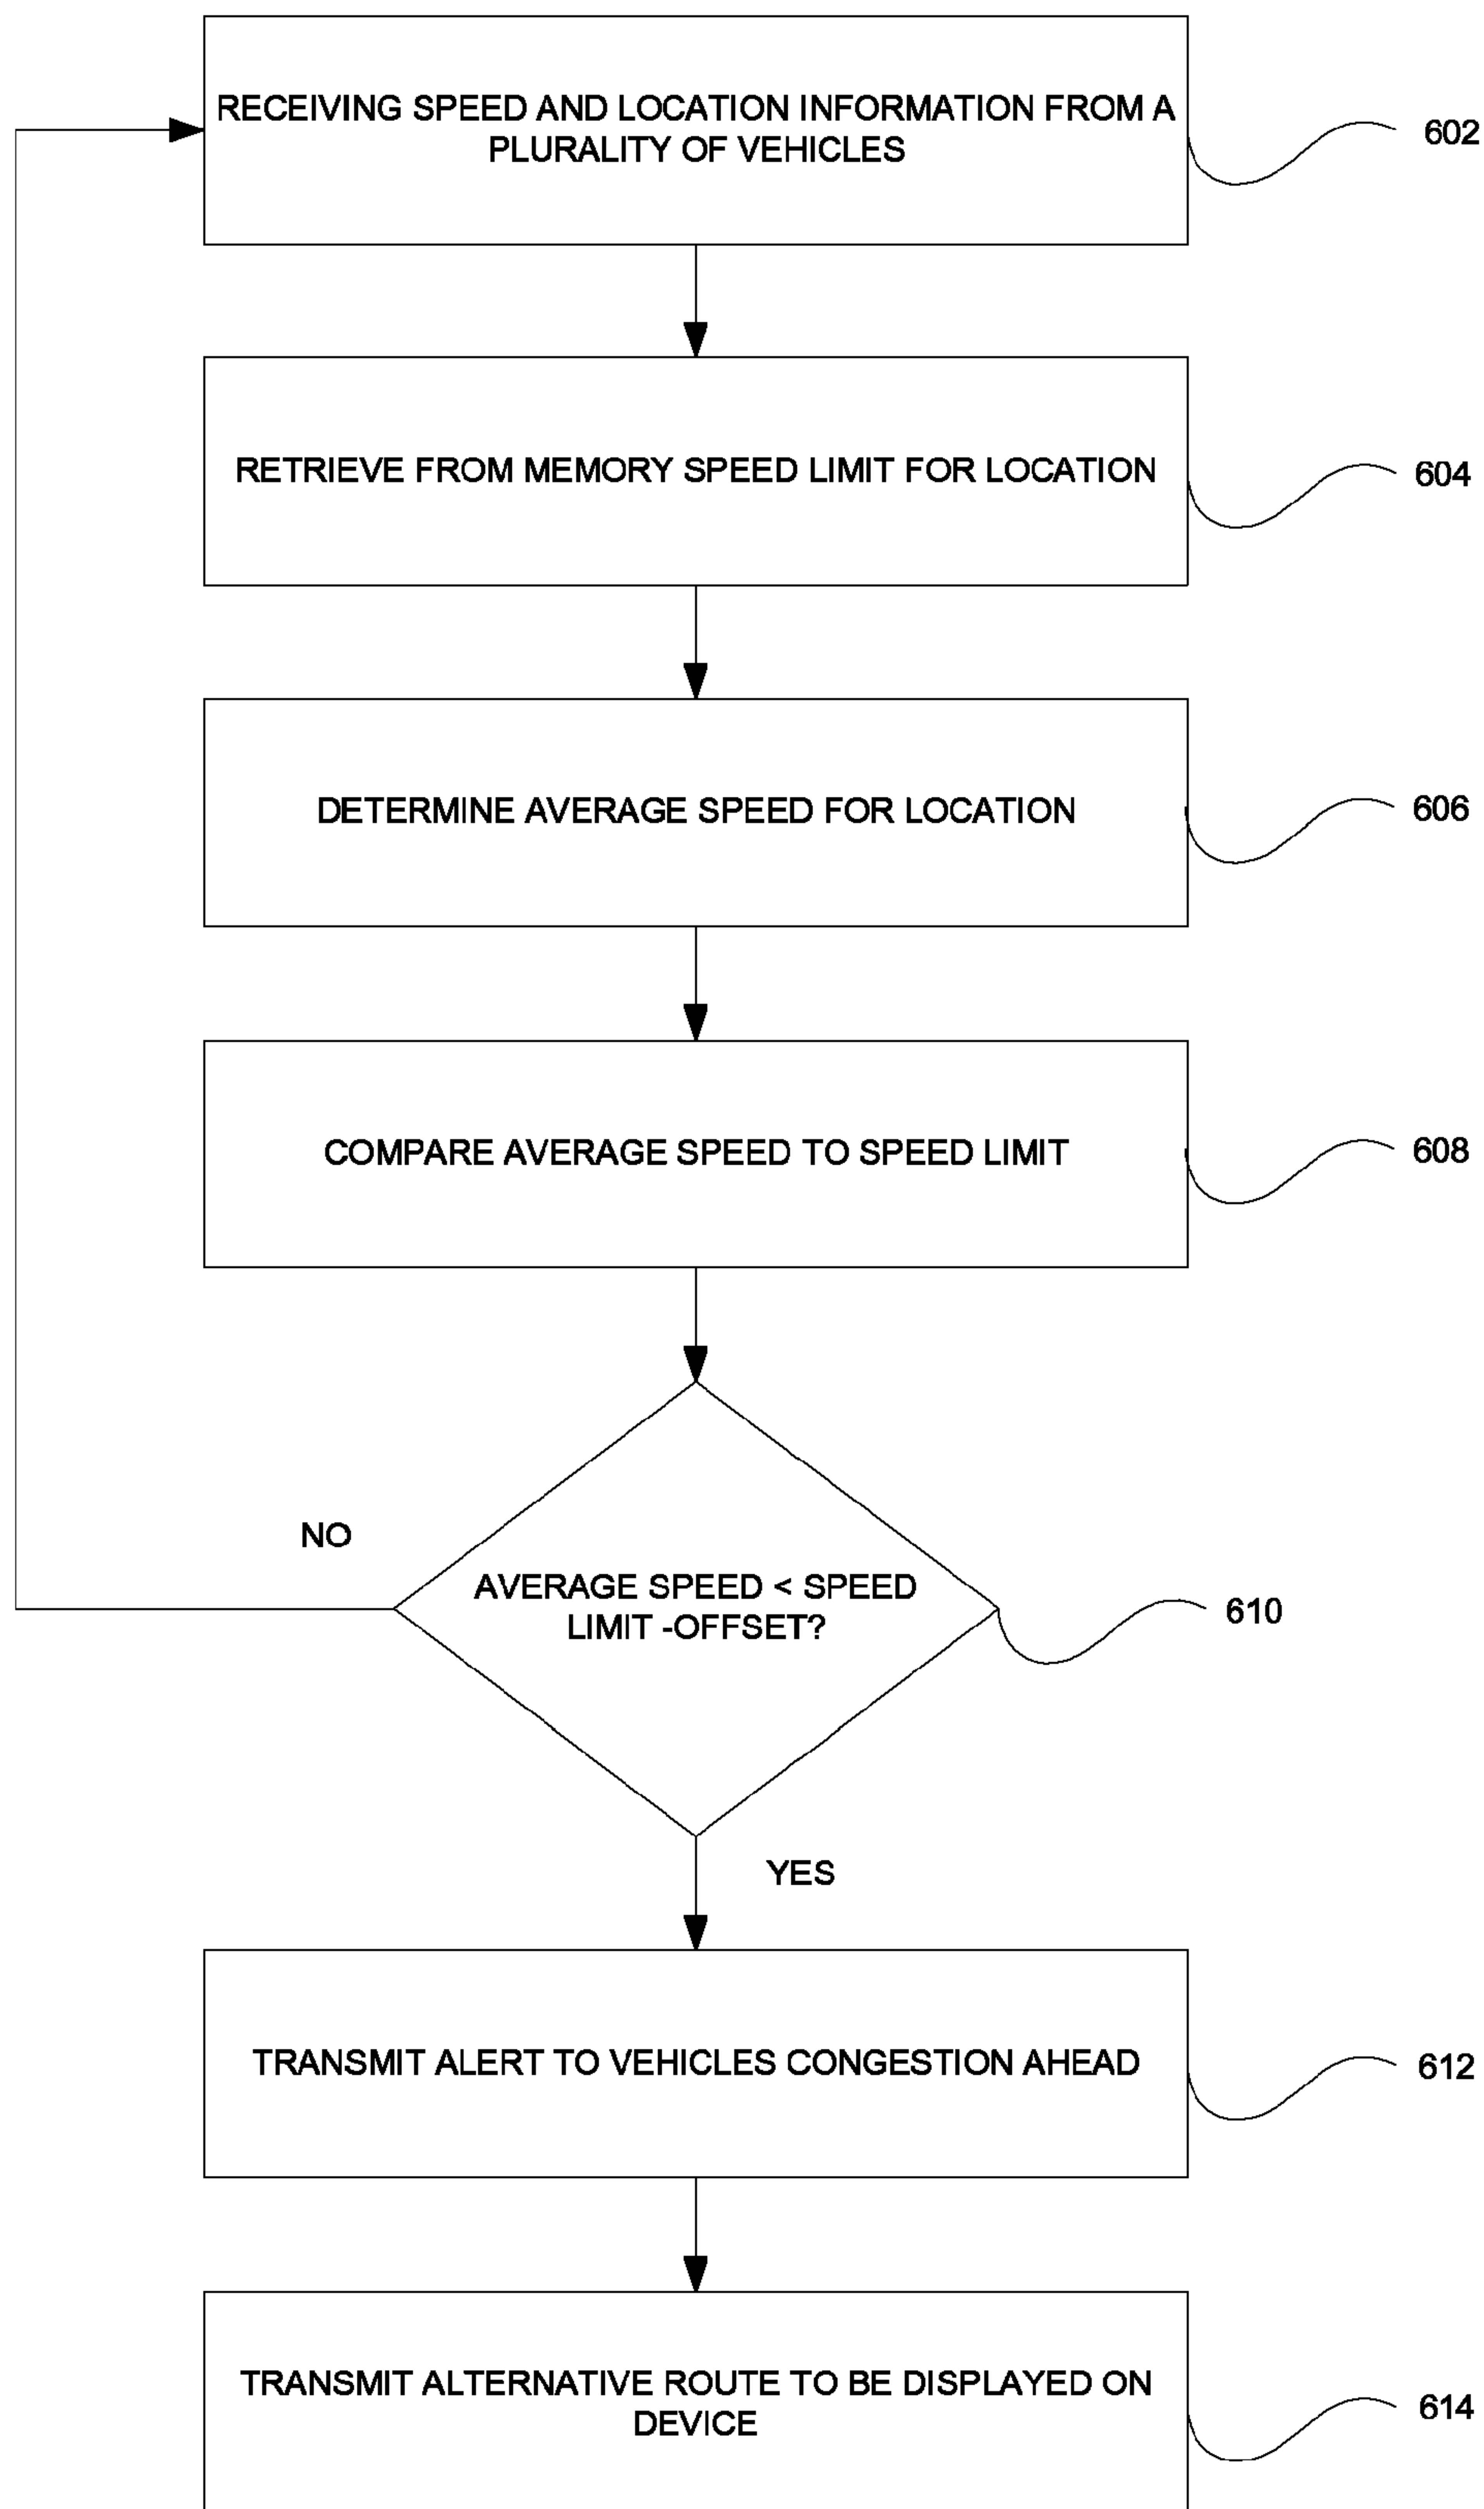 RECEIVING SPEED AND LOCATION INFORMATION FROM A
PLURALITY OF VEHICLES
602
RETRIEVE FROM MEMORY SPEED LIMIT FOR LOCATION
604
DETERMINE AVERAGE SPEED FOR LOCATION
606
COMPARE AVERAGE SPEED TO SPEED LIMIT
608
NO
AVERAGE SPEED < SPEED
LIMIT -OFFSET?
610
YES
TRANSMIT ALERT TO VEHICLES CONGESTION AHEAD
612
TRANSMIT ALTERNATIVE ROUTE TO BE DISPLAYED ON
DEVICE
614